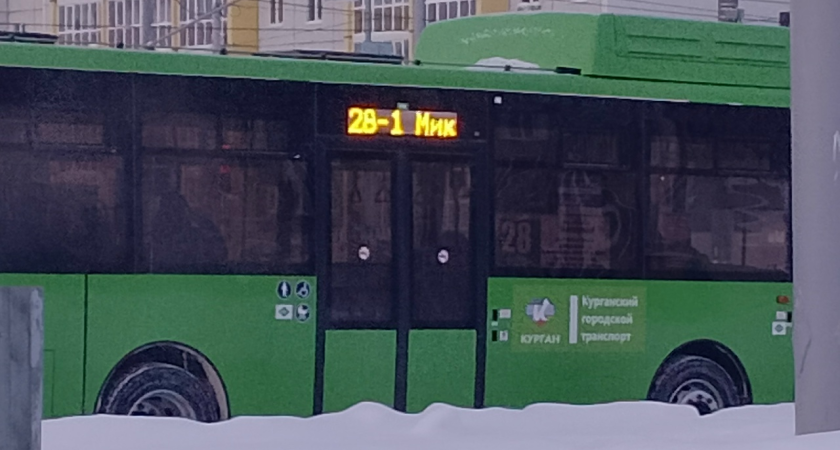 28-1 Мик
28
Курганский
городской
транспорт
КУРГАН